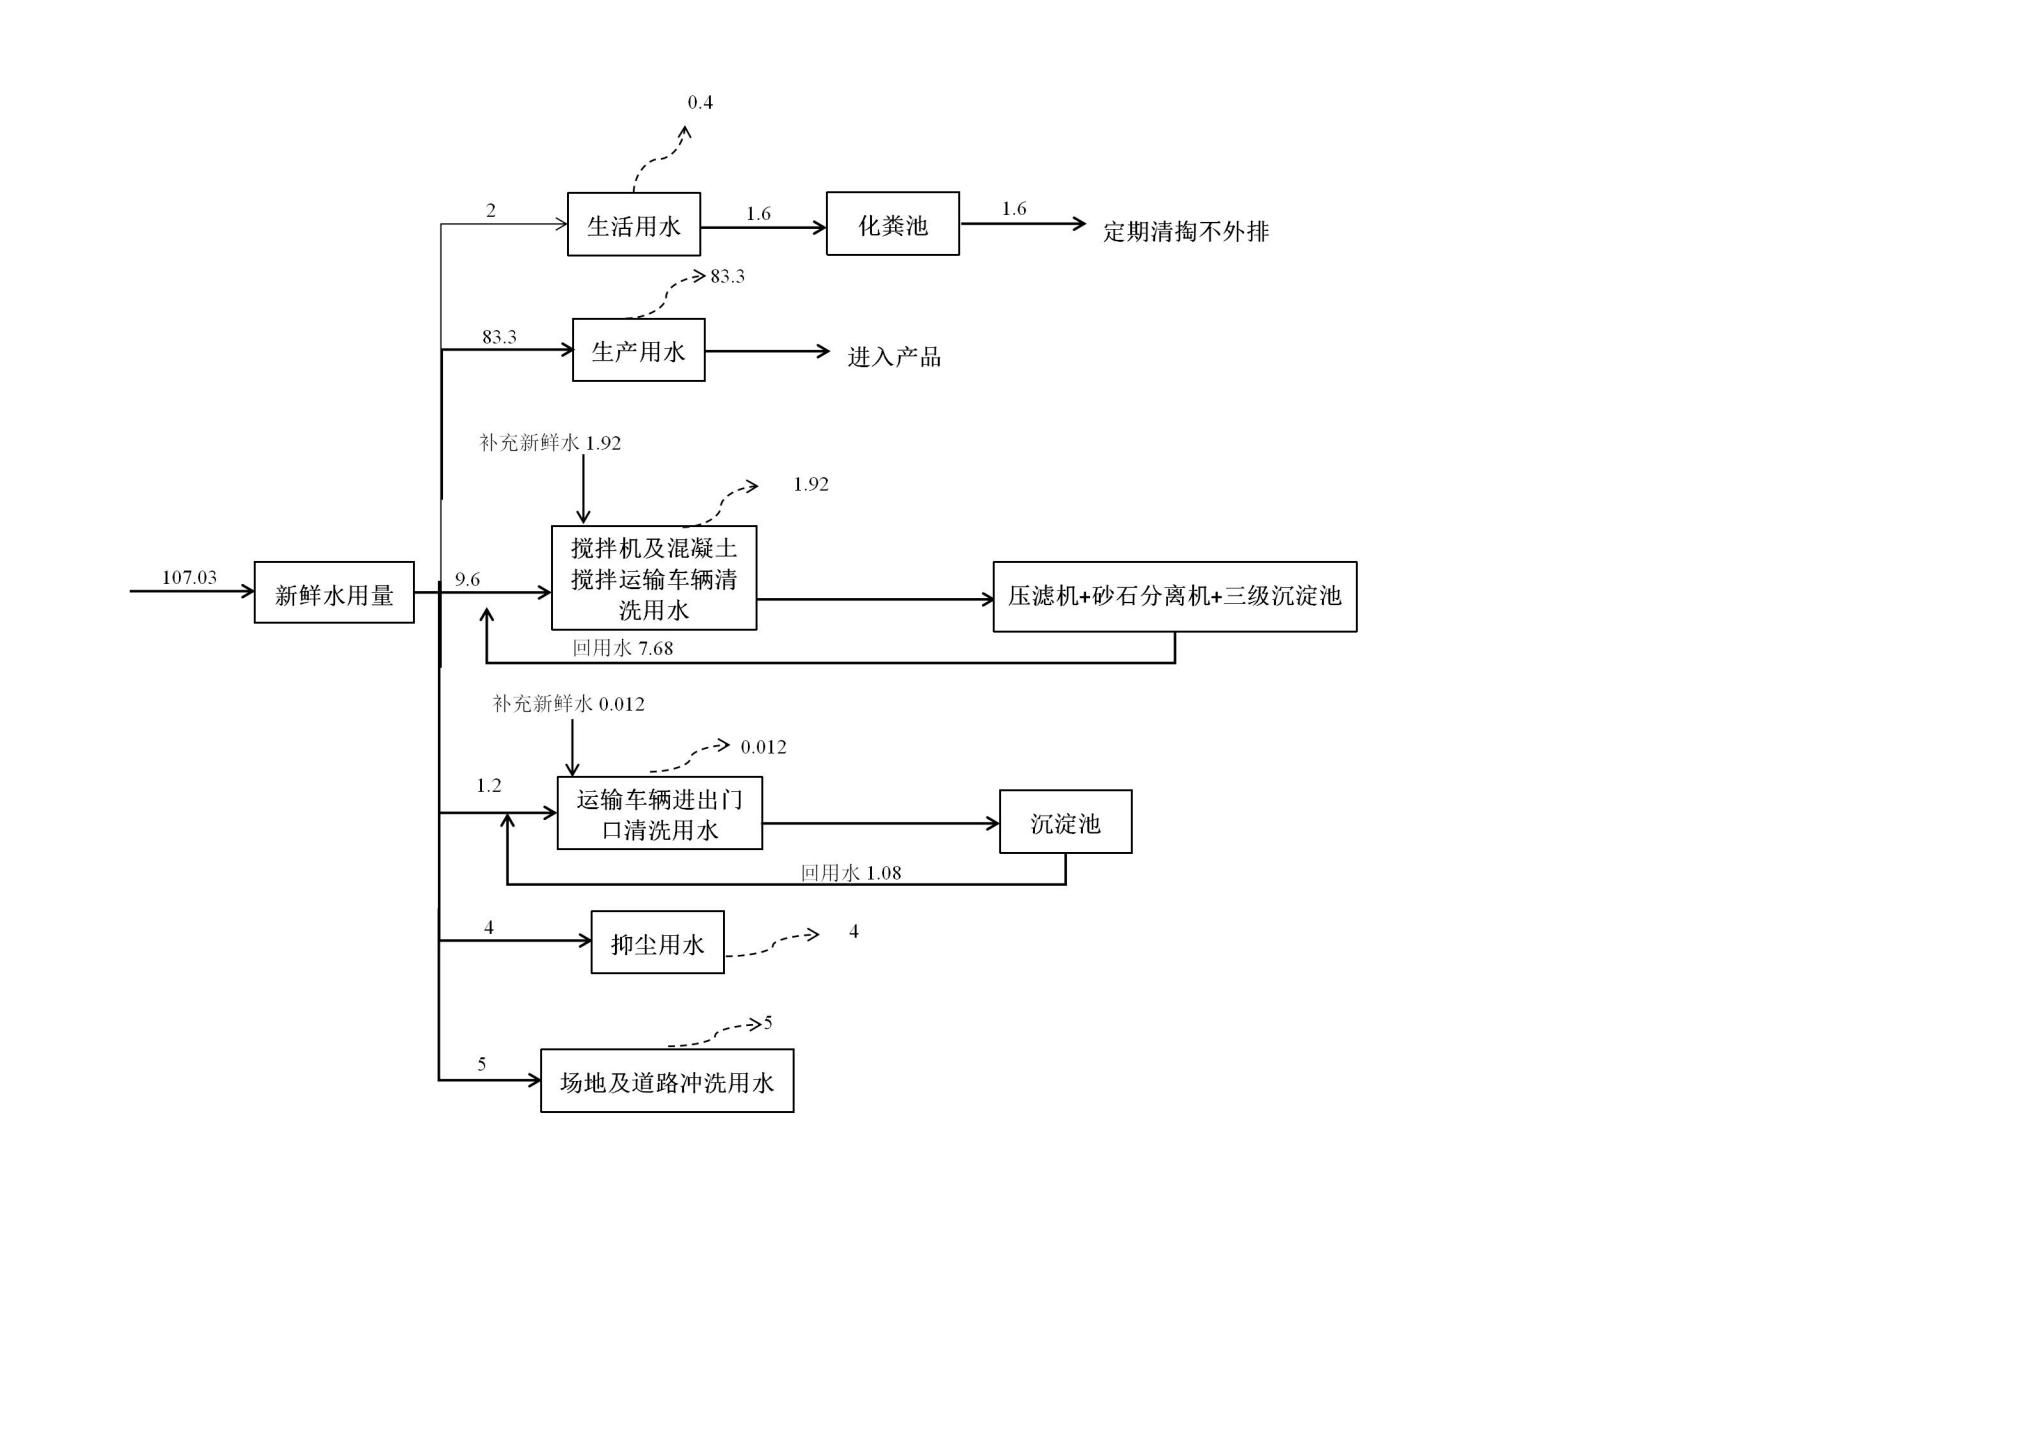 0.4
2
生活用水
1.6
化粪池
1.6
定期清掏不外排
83.3
83.3
生产用水
进入产品
补充新鲜水 1.92
1.92
107.03
新鲜水用量
9.6
搅拌机及混凝土
搅拌运输车辆清
洗用水
压滤机+砂石分离机+三级沉淀池
回用水 7.68
补充新鲜水 0.012
0.012
1.2
运输车辆进出门
口清洗用水
沉淀池
回用水 1.08
4
抑尘用水
4
5
5
场地及道路冲洗用水